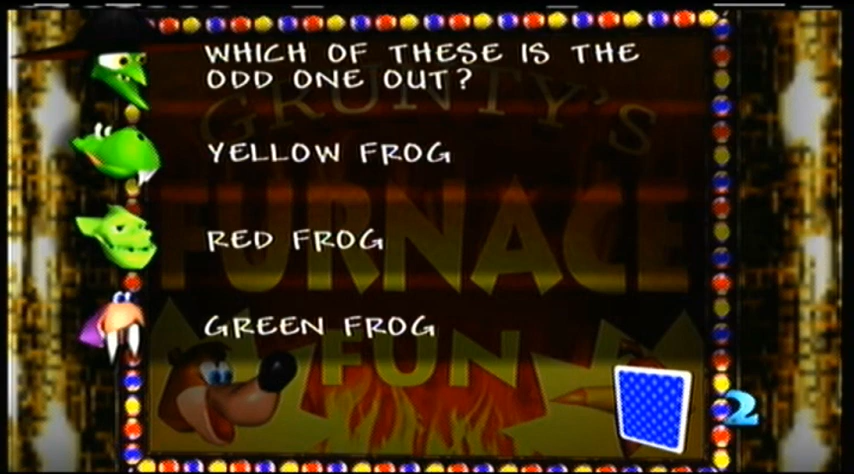 WHICH OF THESE IS THE
ODD ONE OUT?
GRUNTY'S
YELLOW FROG
FURNACE
RED FROG
GREEN FROG
FUN
2